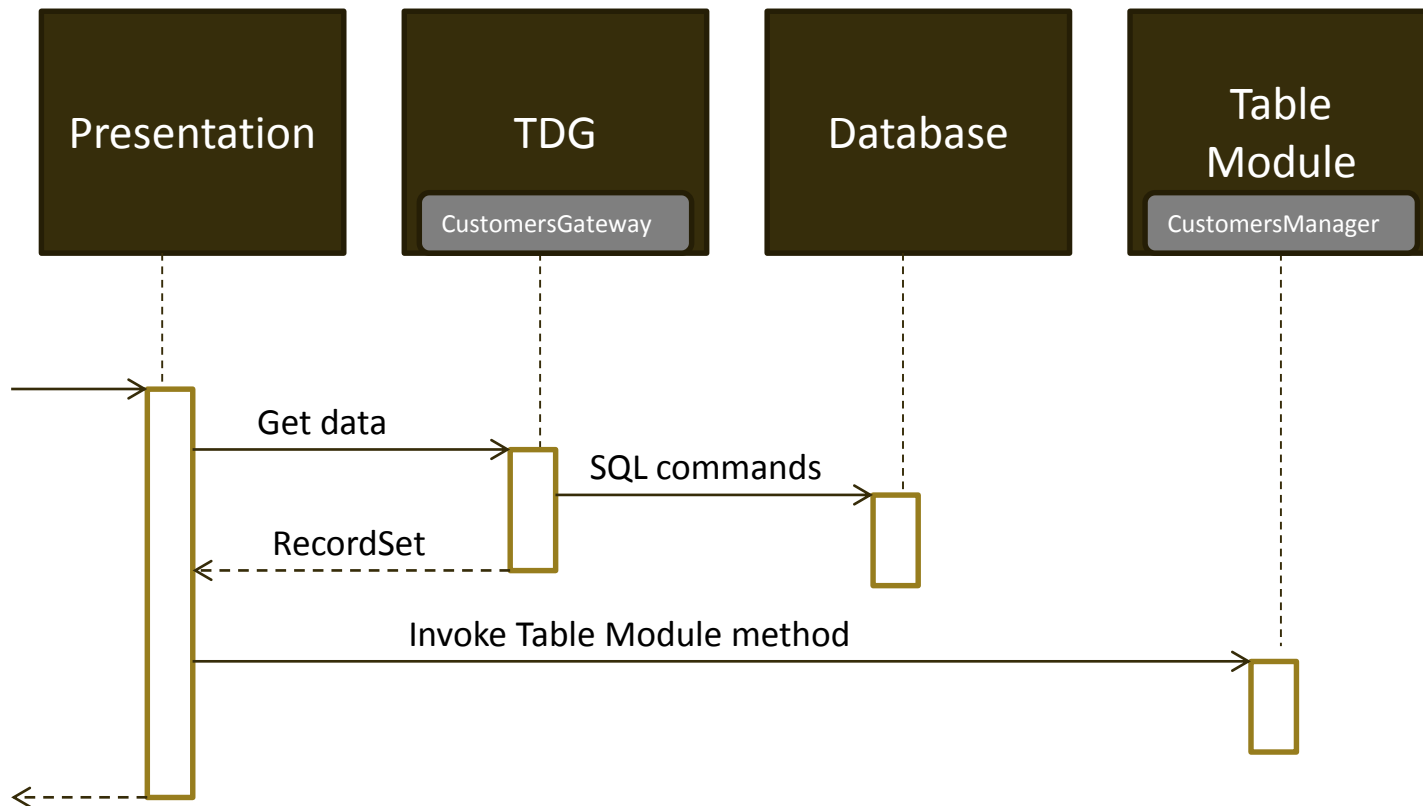 Presentation
TDG
CustomersGateway
Database
Table
Module
CustomersManager
Get data
SQL commands
RecordSet
Invoke Table Module method